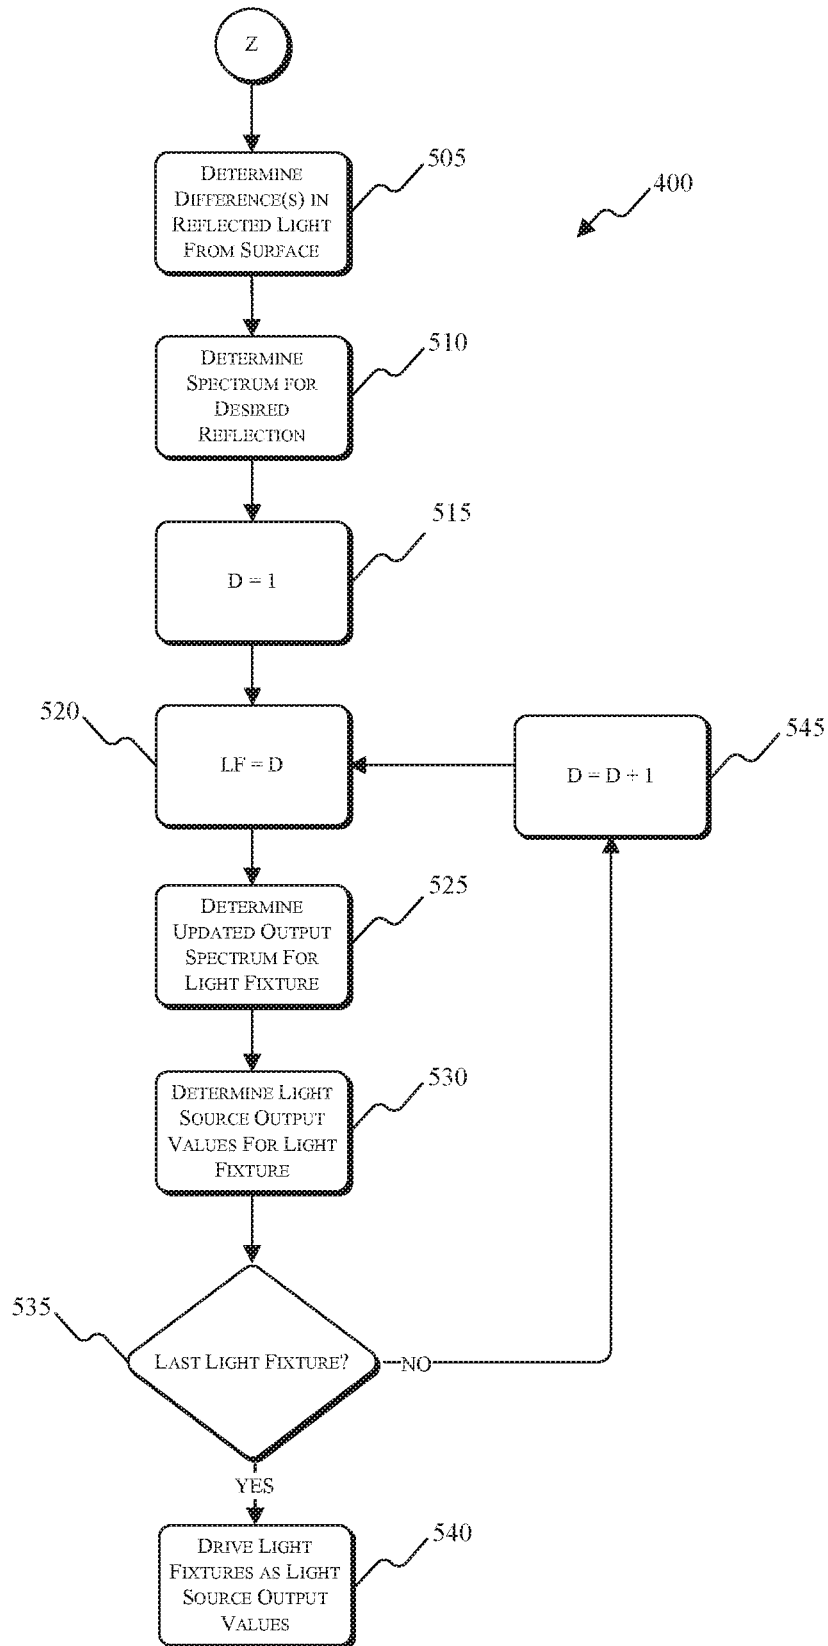 Z
DETERMINE
DIFFERENCE(S) IN
REFLECTED LIGHT
FROM SURFACE
505
400
DETERMINE
SPECTRUM FOR
DESIRED
REFLECTION
510
D = 1
515
520
LF = D
D = D + 1
545
DETERMINE
UPDATED OUTPUT
SPECTRUM FOR
LIGHT FIXTURE
525
DETERMINE LIGHT
SOURCE OUTPUT
VALUES FOR LIGHT
FIXTURE
530
535
LAST LIGHT FIXTURE?
NO
YES
DRIVE LIGHT
FIXTURES AS LIGHT
SOURCE OUTPUT
VALUES
540